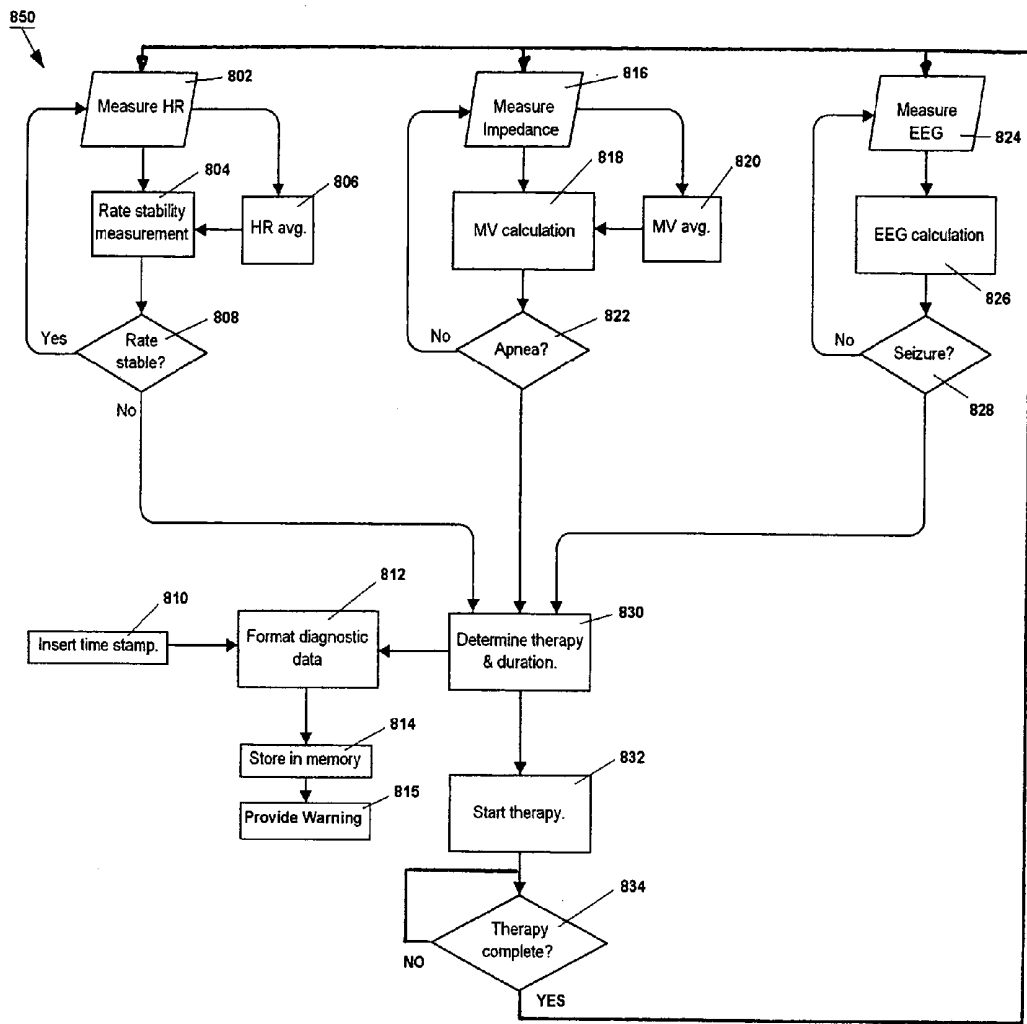 850
802
Measure HR
816
Measure
Impedance
Measure
EEG
824
804
806
Rate stability
measurement
HR avg.
818
820
MV calculation
MV avg.
EEG calculation
826
Yes
808
Rate
stable?
No
No
822
Apnea?
No
Seizure?
828
810
Insert time stamp.
812
Format diagnostic
data
830
Determine therapy
& duration.
814
Store in memory
815
Provide Warning
832
Start therapy.
834
Therapy
complete?
NO
YES